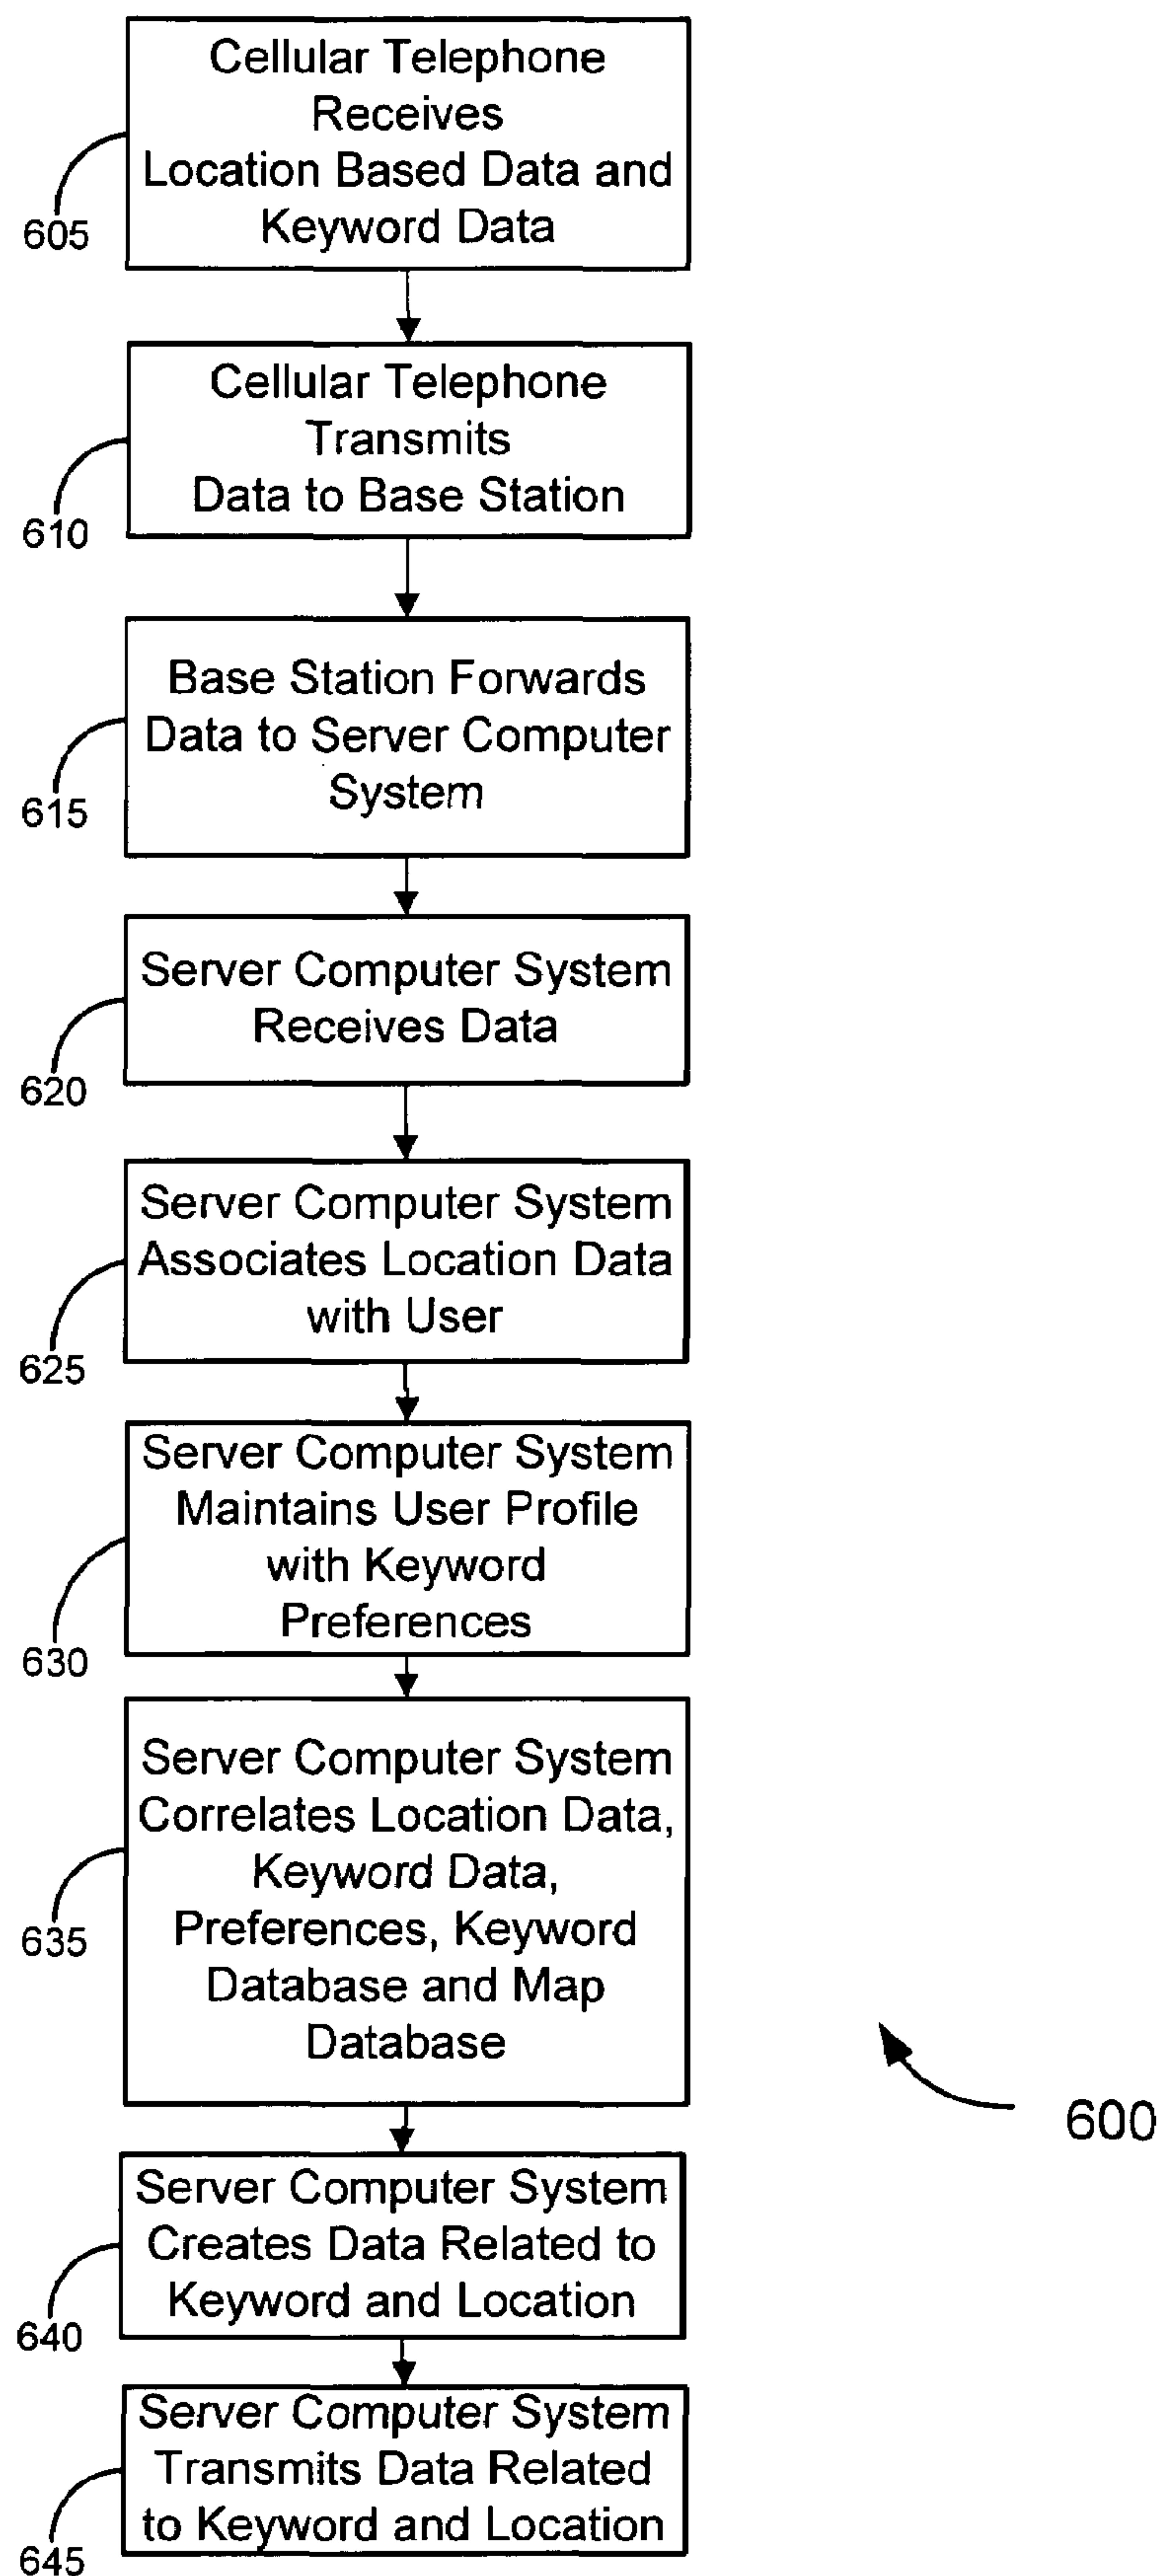 Cellular Telephone
Receives
Location Based Data and
Keyword Data
605
Cellular Telephone
Transmits
Data to Base Station
610
Base Station Forwards
Data to Server Computer
System
615
Server Computer System
Receives Data
620
Server Computer System
Associates Location Data
with User
625
Server Computer System
Maintains User Profile
with Keyword
Preferences
630
Server Computer System
Correlates Location Data,
Keyword Data,
Preferences, Keyword
Database and Map
Database
635
600
Server Computer System
Creates Data Related to
Keyword and Location
640
Server Computer System
Transmits Data Related
to Keyword and Location
645